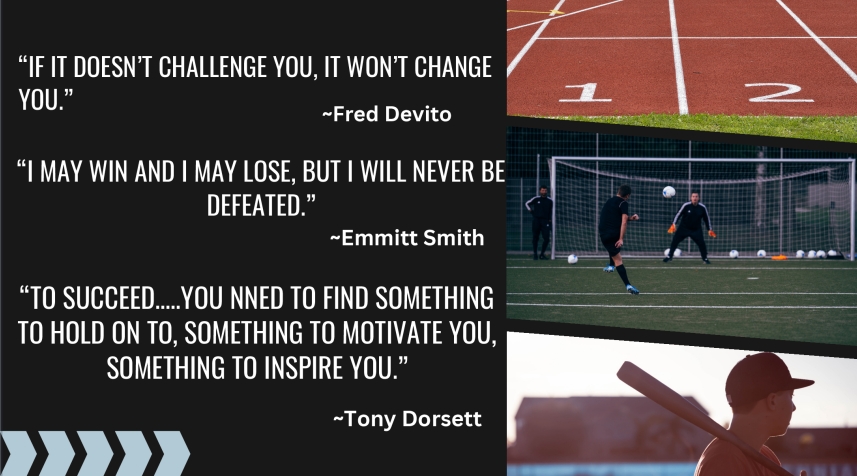 “IF IT DOESN’T CHALLENGE YOU, IT WON’T CHANGE
YOU.”
~Fred Devito
“I MAY WIN AND I MAY LOSE, BUT I WILL NEVER BE
DEFEATED.”
~Emmitt Smith
“TO SUCCEED.....YOU NNED TO FIND SOMETHING
TO HOLD ON TO, SOMETHING TO MOTIVATE YOU,
SOMETHING TO INSPIRE YOU.”
~Tony Dorsett
1 2